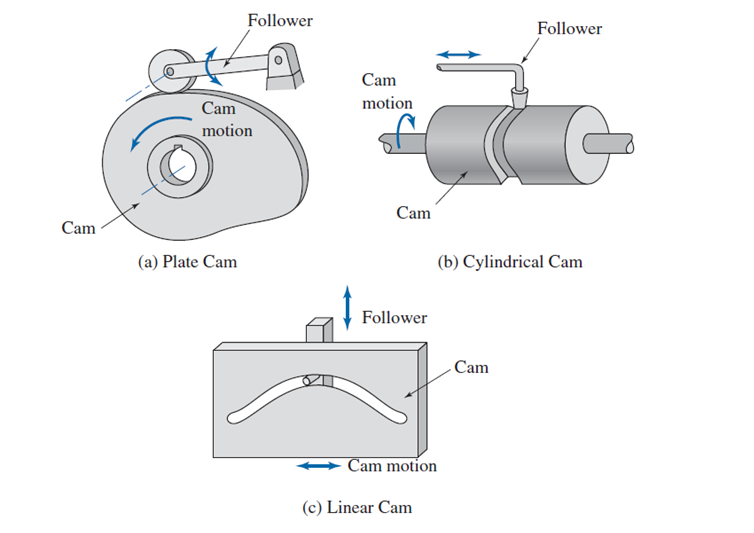 Follower
Cam
motion
Cam
(a) Plate Cam
Follower
Cam
motion
Cam
(b) Cylindrical Cam
Follower
Cam
Cam motion
(c) Linear Cam